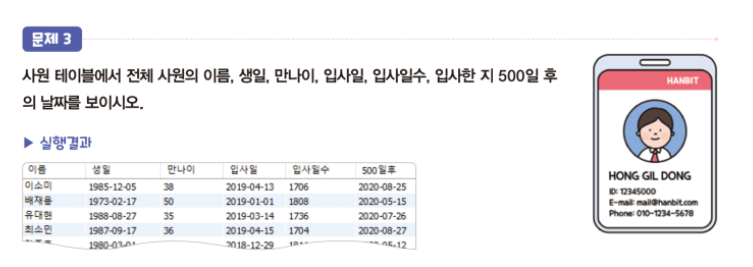 문제 3
사원 테이블에서 전체 사원의 이름, 생일, 만나이, 입사일, 입사일수, 입사한 지 500일 후
의 날짜를 보이시오.
▶ 실행결과
이름 생일 만나이 입사일 입사일수 500일후
이소미 1985-12-05 38 2019-04-13 1706 2020-08-25
배재용 1973-02-17 50 2019-01-01 1808 2020-05-15
유대현 1988-08-27 35 2019-03-14 1736 2020-07-26
최소민 1987-09-17 36 2019-04-15 1704 2020-08-27
1980-03-01 2018-12-29
HANBIT
HONG GIL DONG
ID: 12345000
E-mail: mail@hanbit.com
Phone: 010-1234-5678